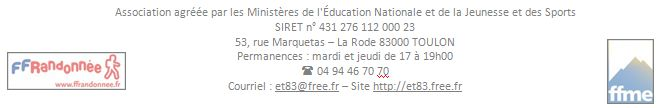 Association agréée par les Ministères de l'Éducation Nationale et de la Jeunesse et des Sports
SIRET n° 431 276 112 000 23
53, rue Marquetas – La Rode 83000 TOULON
Permanences : mardi et jeudi de 17 à 19h00
☎ 04 94 46 70 70
Courriel : et83@free.fr – Site http://et83.free.fr
FFRandonnée
www.ffrandonnee.fr
ffme